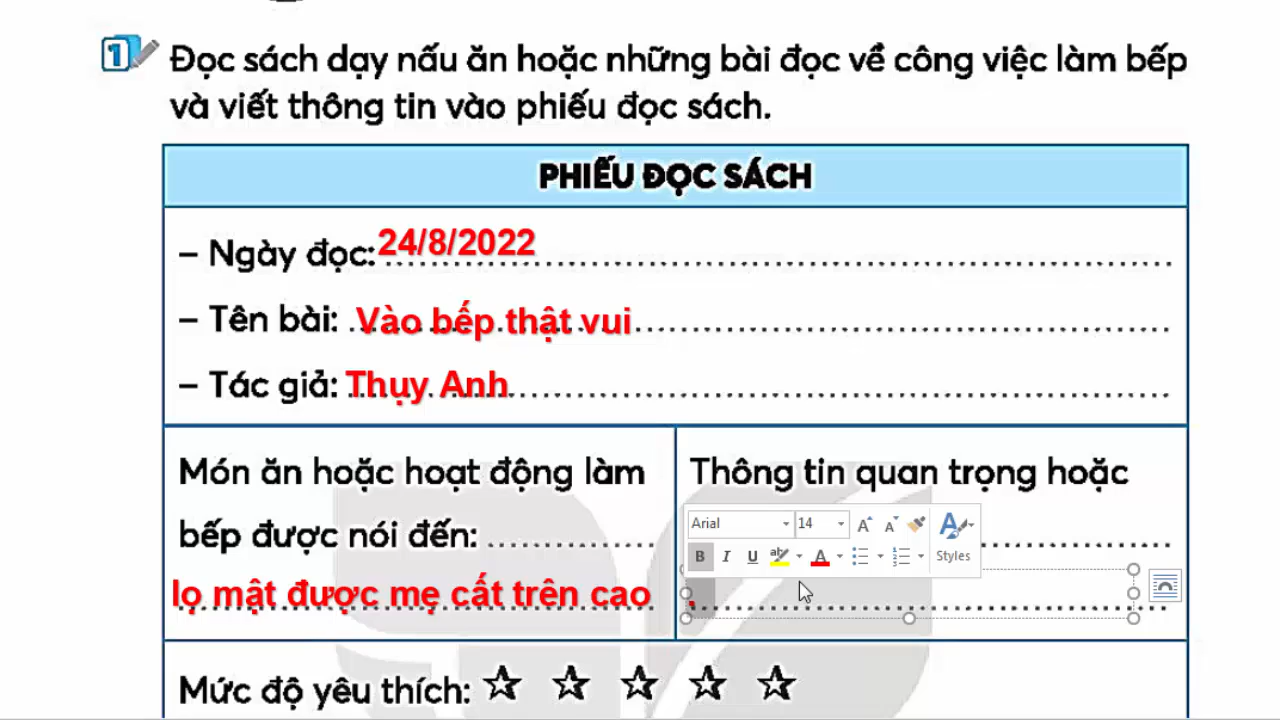 1 Đọc sách dạy nấu ăn hoặc những bài đọc về công việc làm bếp
và viết thông tin vào phiếu đọc sách.
PHIẾU ĐỌC SÁCH
– Ngày đọc: 24/8/2022
– Tên bài: Vào bếp thật vui
– Tác giả: Thụy Anh
Món ăn hoặc hoạt động làm
bếp được nói đến:
lọ mật được mẹ cất trên cao
Thông tin quan trọng hoặc
Arial 14 A A A
B I U ab A Styles
Mức độ yêu thích: